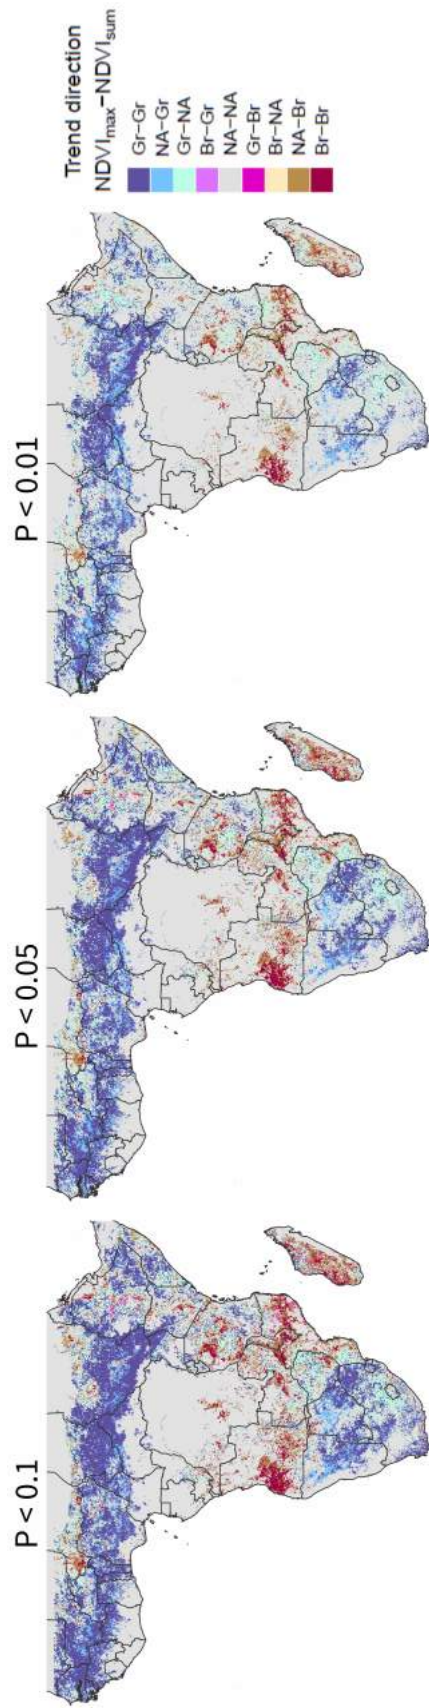 P < 0.1
P < 0.05
P < 0.01
Trend direction
NDVImax−NDVIsum
Gr−Gr
NA−Gr
Gr−NA
Br−Gr
NA−NA
Gr−Br
Br−NA
NA−Br
Br−Br